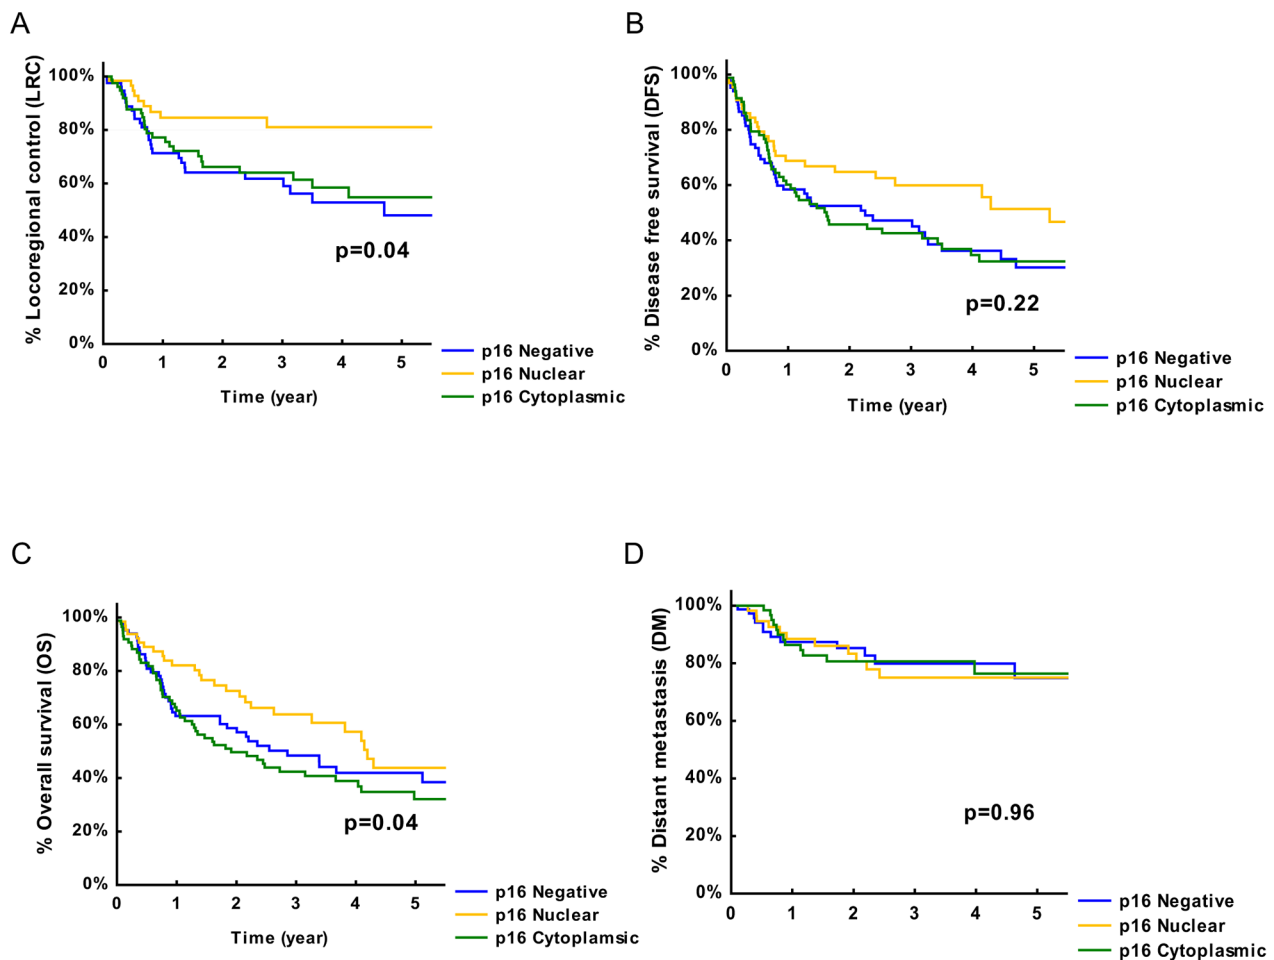 A
% Locoregional control (LRC)
100%
80%
60%
40%
20%
0%
p=0.04
0 1 2 3 4 5
Time (year)
p16 Negative
p16 Nuclear
p16 Cytoplasmic
B
% Disease free survival (DFS)
100%
80%
60%
40%
20%
0%
p=0.22
0 1 2 3 4 5
Time (year)
p16 Negative
p16 Nuclear
p16 Cytoplasmic
C
% Overall survival (OS)
100%
80%
60%
40%
20%
0%
p=0.04
0 1 2 3 4 5
Time (year)
p16 Negative
p16 Nuclear
p16 Cytoplamsic
D
% Distant metastasis (DM)
100%
80%
60%
40%
20%
0%
p=0.96
0 1 2 3 4 5
p16 Negative
p16 Nuclear
p16 Cytoplasmic